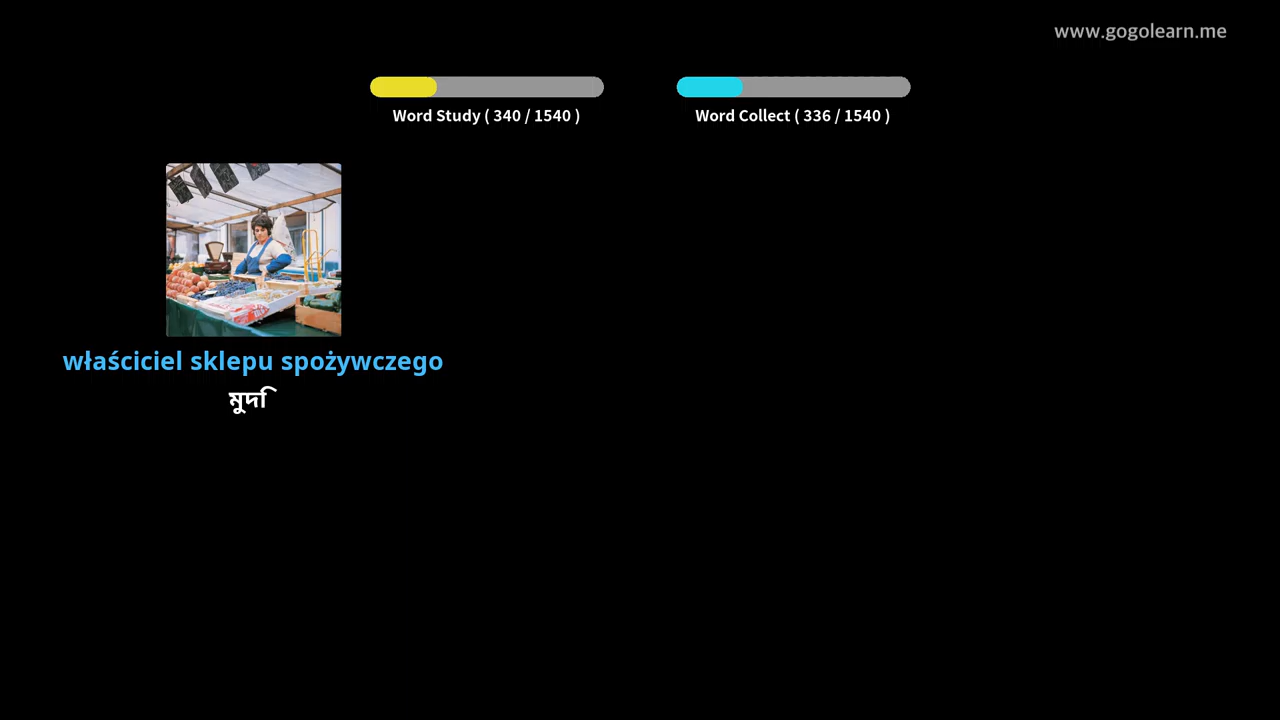 www.gogolearn.me
Word Study ( 340 / 1540 )
Word Collect ( 336 / 1540 )
właściciel sklepu spożywczego
মুদি